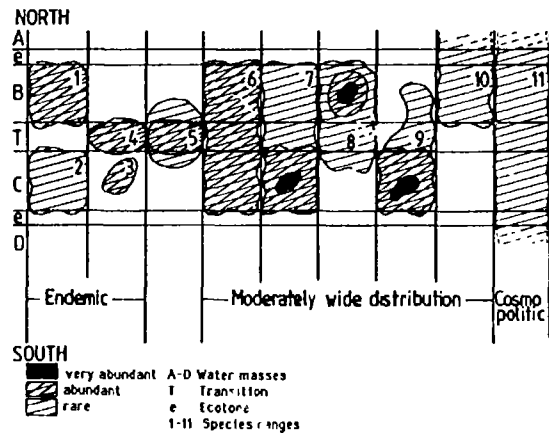 NORTH
A
e
B
T
C
e
D
1
2
3
4
5
6
7
8
9
10
11
Endemic
Moderately wide distribution
Cosmo
politic
SOUTH
very abundant
abundant
rare
A-D Water masses
T Transition
e Ecotone
1-11 Species ranges